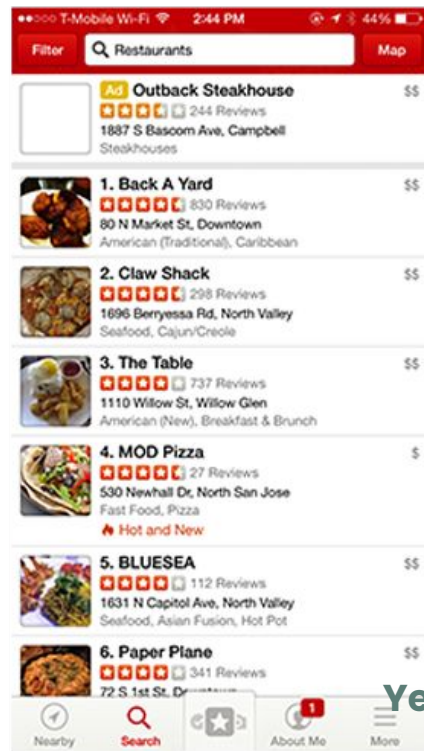 T-Mobile Wi-Fi 2:44 PM 44%
Filter Restaurants Map
Ad Outback Steakhouse $$
244 Reviews
1887 S Bascom Ave, Campbell
Steakhouses
1. Back A Yard $$
830 Reviews
80 N Market St, Downtown
American (Traditional), Caribbean
2. Claw Shack $$
298 Reviews
1696 Berryessa Rd, North Valley
Seafood, Cajun/Creole
3. The Table $$
737 Reviews
1110 Willow St, Willow Glen
American (New), Breakfast & Brunch
4. MOD Pizza $
27 Reviews
530 Newhall Dr, North San Jose
Fast Food, Pizza
Hot and New
5. BLUESEA $$
112 Reviews
1631 N Capitol Ave, North Valley
Seafood, Asian Fusion, Hot Pot
6. Paper Plane $$
341 Reviews
72 S 1st St,
Ye
1
Nearby Search About Me More